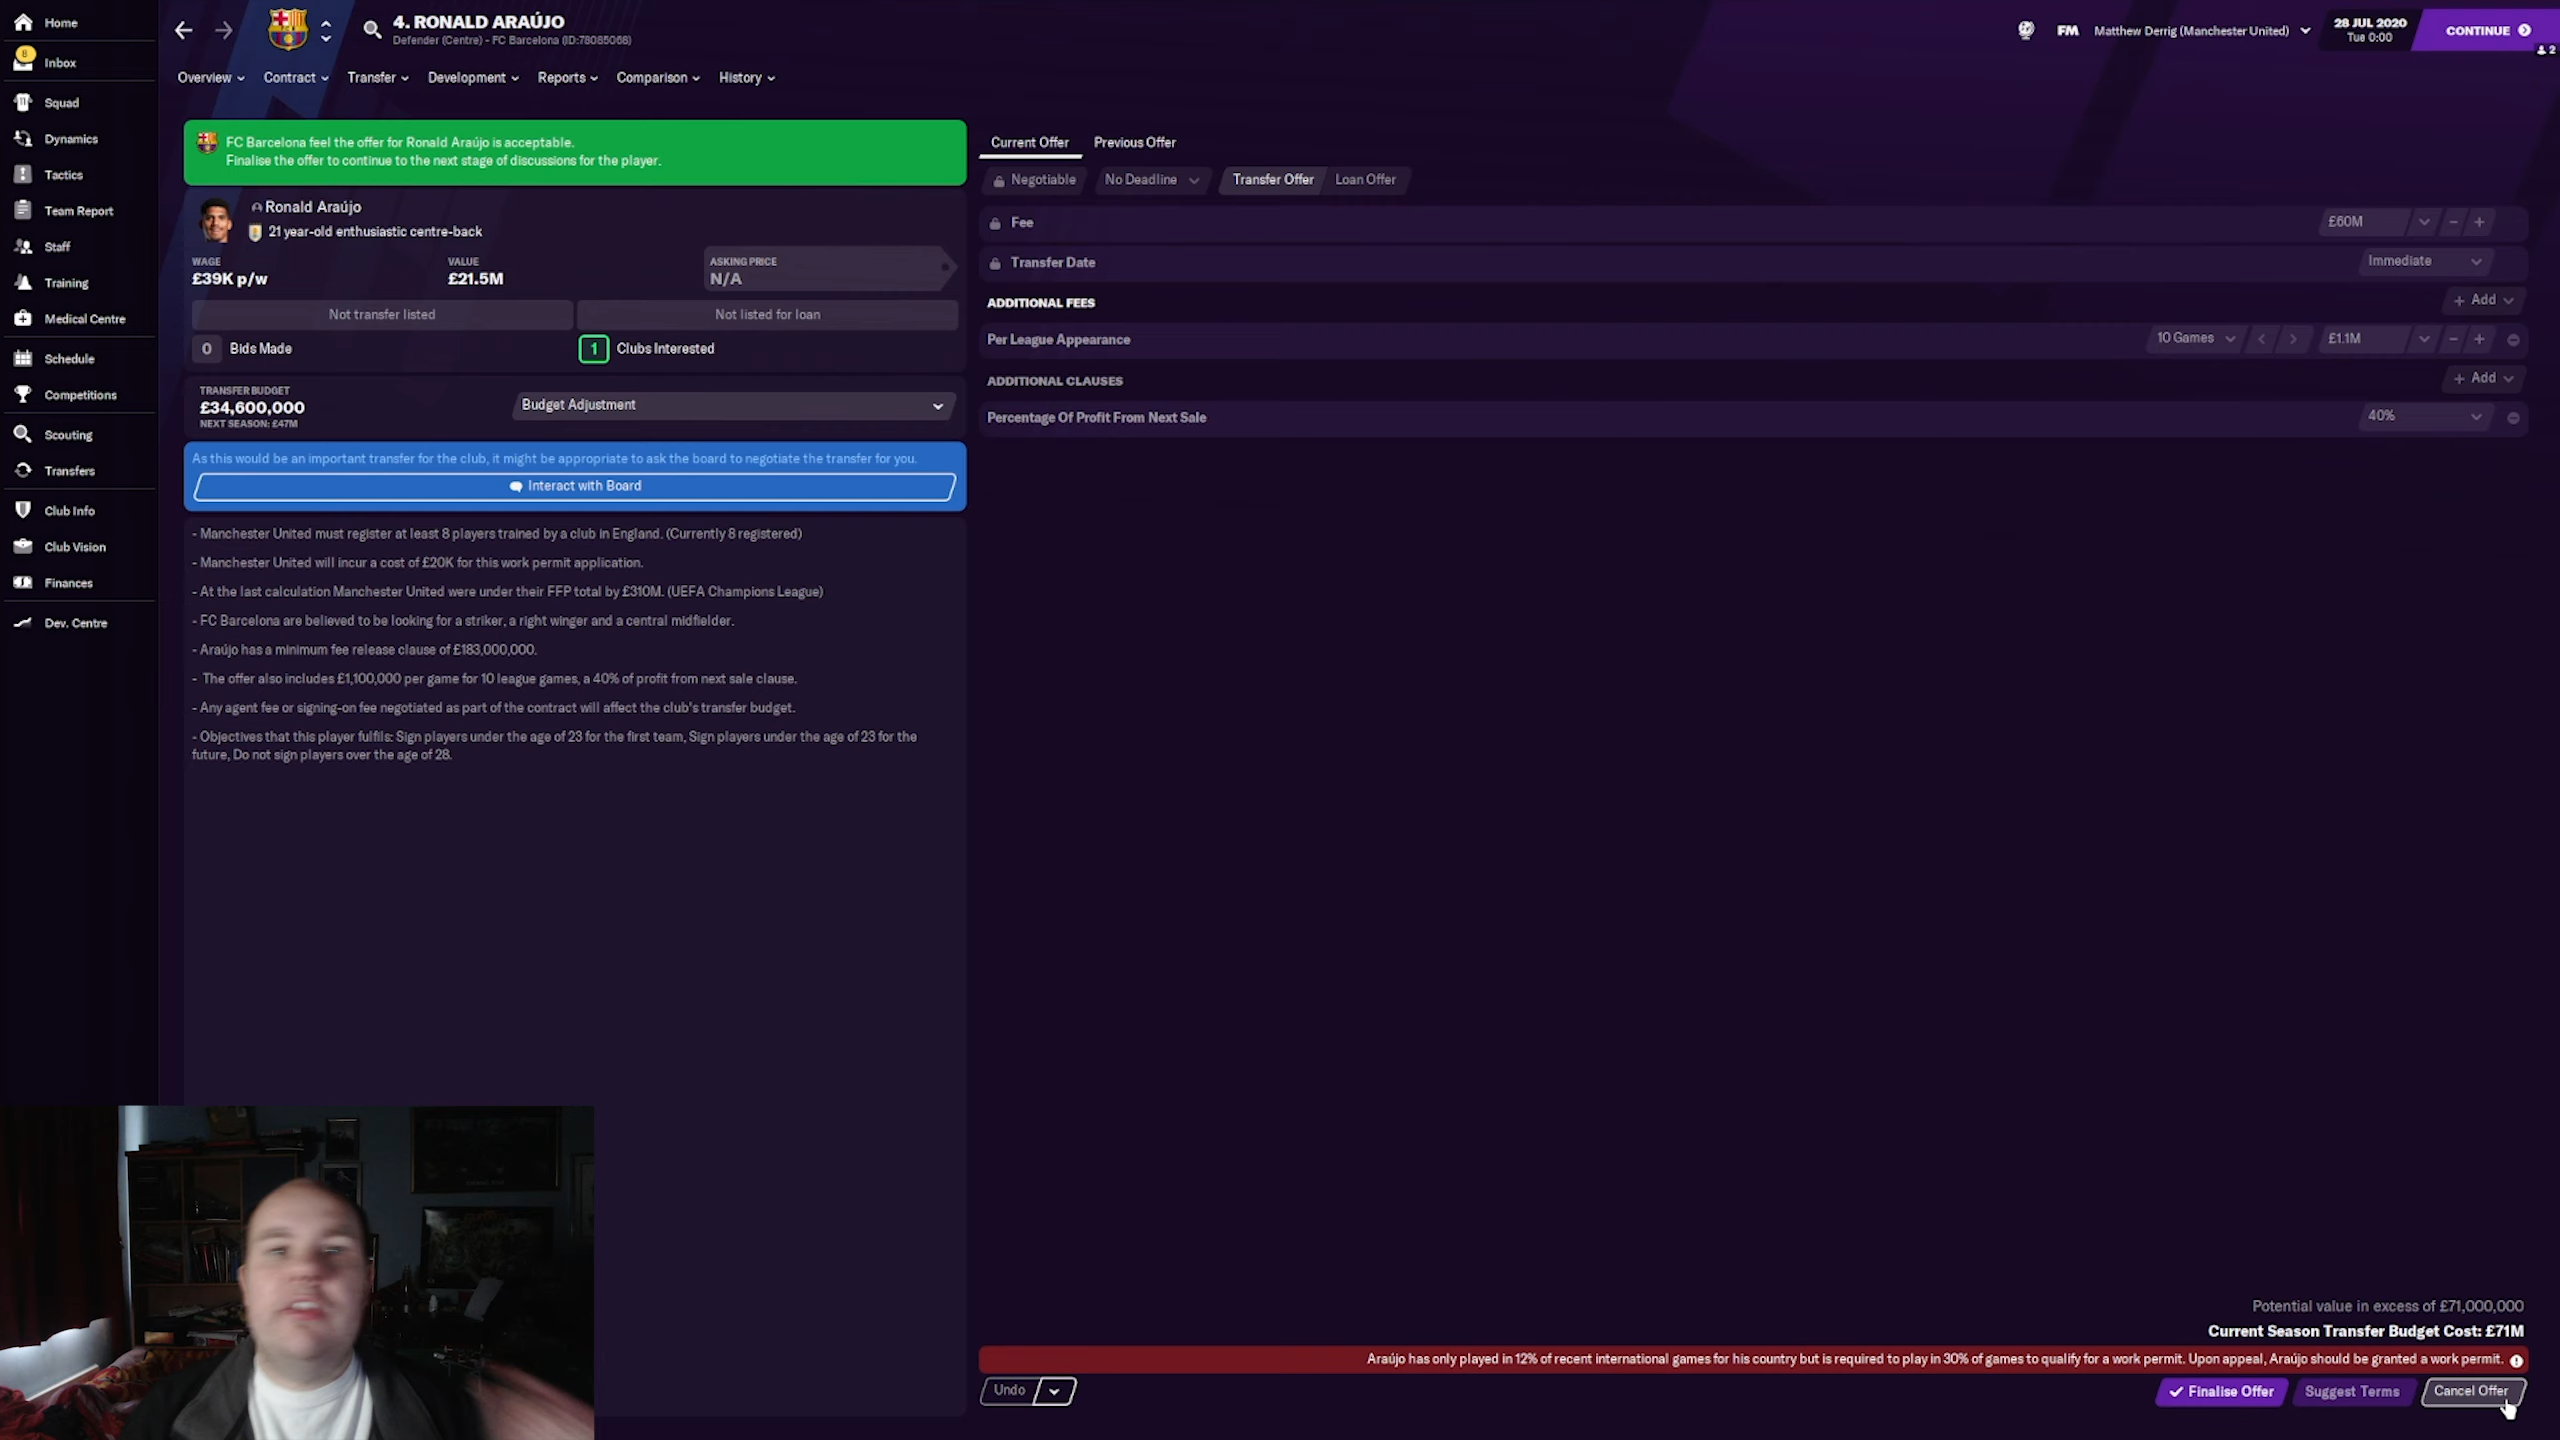 Home
Inbox
8
Squad
Dynamics
Tactics
Team Report
Staff
Training
Medical Centre
Schedule
Competitions
Scouting
Transfers
Club Info
Club Vision
Finances
Dev. Centre
4. RONALD ARAÚJO
Defender (Centre) - FC Barcelona (ID:78085068)
FM
Matthew Derrig (Manchester United)
28 JUL 2020
Tue 0:00
CONTINUE
2
Overview
Contract
Transfer
Development
Reports
Comparison
History
FC Barcelona feel the offer for Ronald Araújo is acceptable.
Finalise the offer to continue to the next stage of discussions for the player.
Ronald Araújo
21 year-old enthusiastic centre-back
WAGE
£39K p/w
VALUE
£21.5M
ASKING PRICE
N/A
Not transfer listed
Not listed for loan
0 Bids Made
1 Clubs Interested
TRANSFER BUDGET
£34,600,000
NEXT SEASON: £47M
Budget Adjustment
As this would be an important transfer for the club, it might be appropriate to ask the board to negotiate the transfer for you.
Interact with Board
- Manchester United must register at least 8 players trained by a club in England. (Currently 8 registered)
- Manchester United will incur a cost of £20K for this work permit application.
- At the last calculation Manchester United were under their FFP total by £310M. (UEFA Champions League)
- FC Barcelona are believed to be looking for a striker, a right winger and a central midfielder.
- Araújo has a minimum fee release clause of £183,000,000.
- The offer also includes £1,100,000 per game for 10 league games, a 40% of profit from next sale clause.
- Any agent fee or signing-on fee negotiated as part of the contract will affect the club's transfer budget.
- Objectives that this player fulfils: Sign players under the age of 23 for the first team, Sign players under the age of 23 for the
future, Do not sign players over the age of 28.
Current Offer
Previous Offer
Negotiable
No Deadline
Transfer Offer
Loan Offer
Fee
£60M
Transfer Date
Immediate
ADDITIONAL FEES
+ Add
Per League Appearance
10 Games
£1.1M
ADDITIONAL CLAUSES
+ Add
Percentage Of Profit From Next Sale
40%
Potential value in excess of £71,000,000
Current Season Transfer Budget Cost: £71M
Araújo has only played in 12% of recent international games for his country but is required to play in 30% of games to qualify for a work permit. Upon appeal, Araújo should be granted a work permit.
Undo
Finalise Offer
Suggest Terms
Cancel Offer